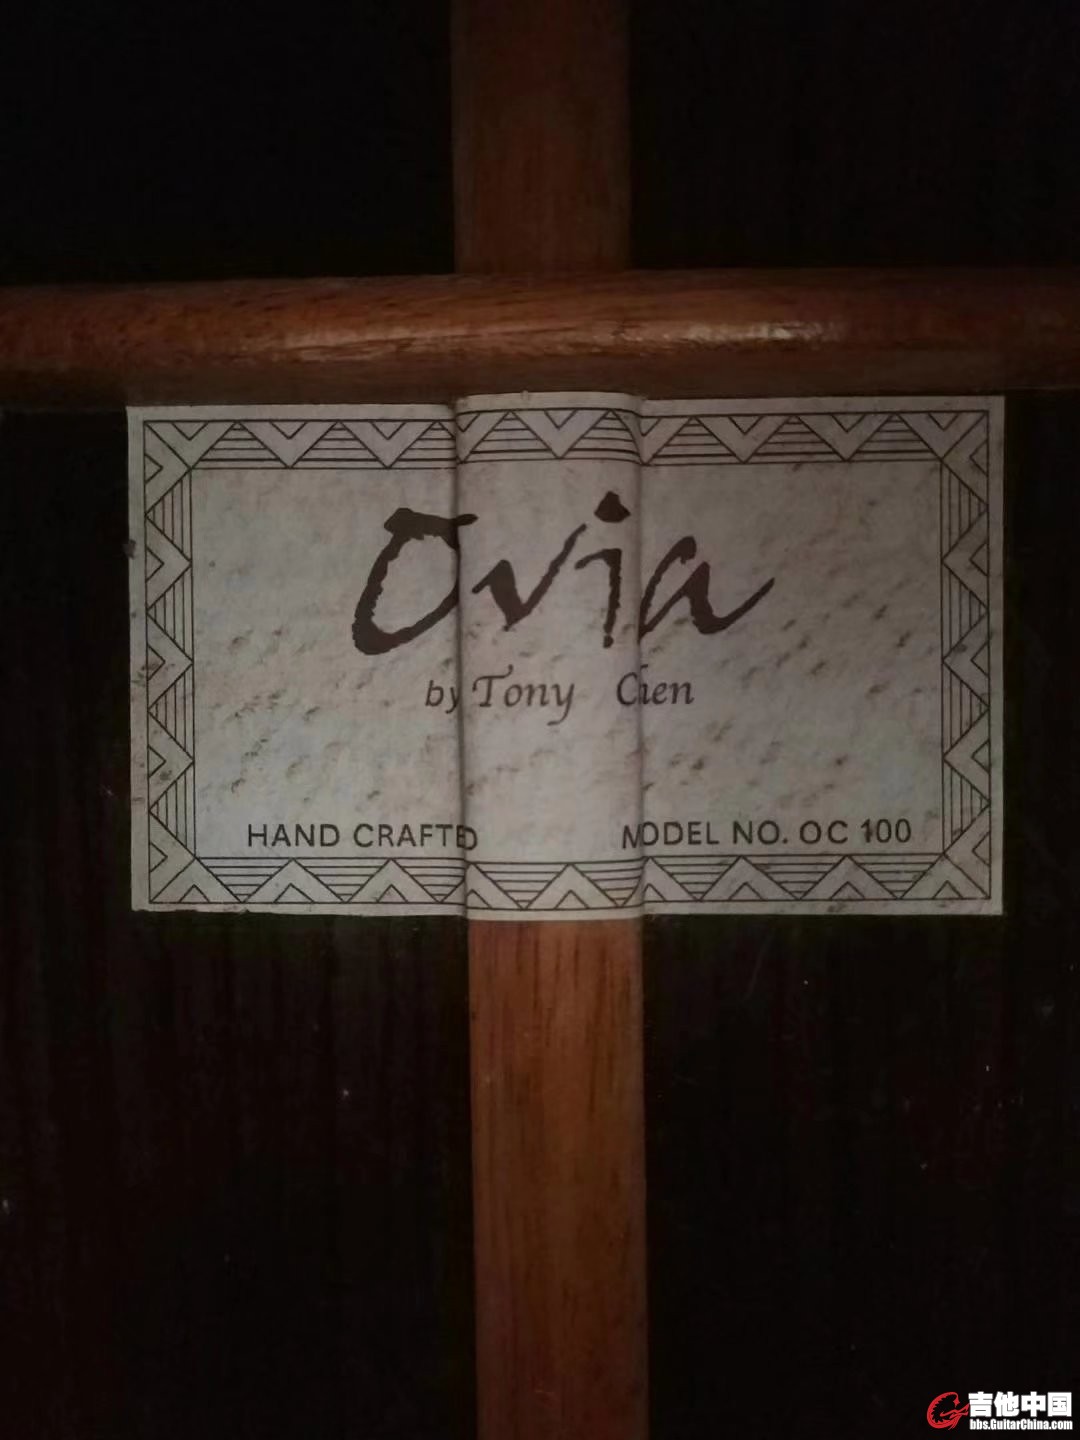 Ovia
by Tony Chen
HAND CRAFTED
MODEL NO. OC 100
吉他中国
bbs.GuitarChina.com